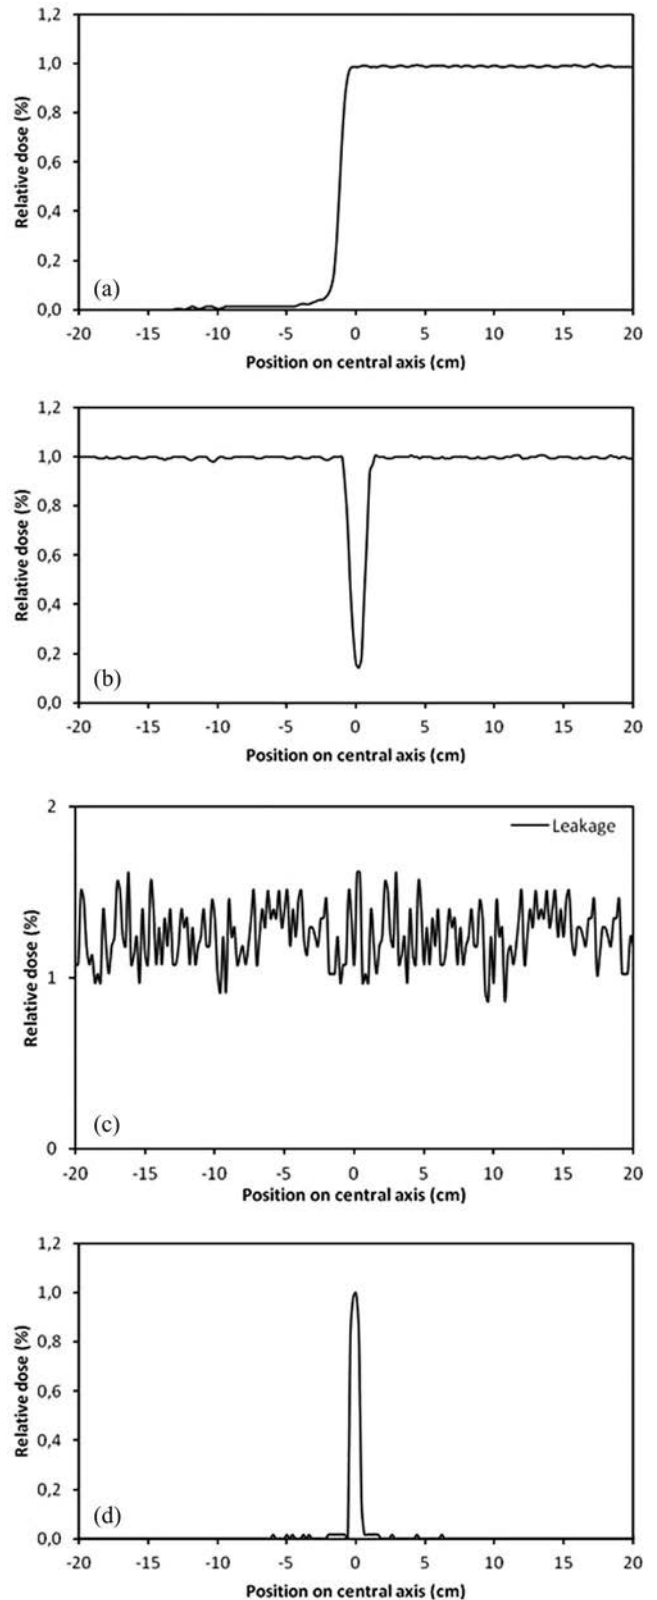 1,2
1,0
0,8
0,6
0,4
0,2
0,0
Relative dose (%)
(a)
-20 -15 -10 -5 0 5 10 15 20
Position on central axis (cm)
1,2
1,0
0,8
0,6
0,4
0,2
0,0
Relative dose (%)
(b)
-20 -15 -10 -5 0 5 10 15 20
Position on central axis (cm)
2
1
0
Relative dose (%)
Leakage
(c)
-20 -15 -10 -5 0 5 10 15 20
Position on central axis (cm)
1,2
1,0
0,8
0,6
0,4
0,2
0,0
Relative dose (%)
(d)
-20 -15 -10 -5 0 5 10 15 20
Position on central axis (cm)